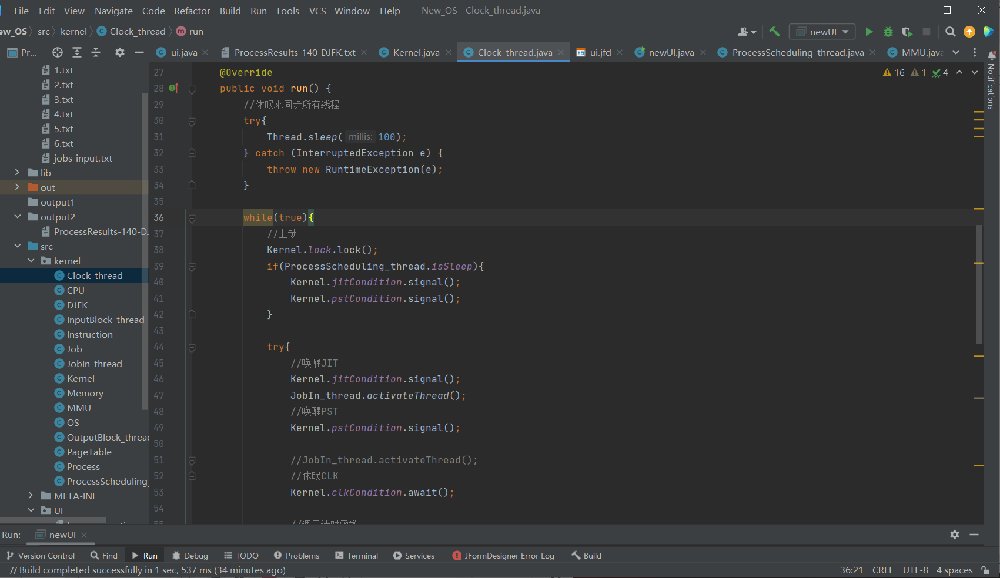 File Edit View Navigate Code Refactor Build Run Tools VCS Window Help New_OS - Clock_thread.java
ew_OS src kernel Clock_thread run newUI
Pr... ui.java ProcessResults-140-DJFK.txt Kernel.java Clock_thread.java ui.jfd newUI.java ProcessScheduling_thread.java MMU.java
1.txt
2.txt
3.txt
4.txt
5.txt
6.txt
jobs-input.txt
lib
out
output1
output2
ProcessResults-140-D
src
kernel
Clock_thread
CPU
DJFK
InputBlock_thread
Instruction
Job
JobIn_thread
Kernel
Memory
MMU
OS
OutputBlock_threa
PageTable
Process
ProcessScheduling_
META-INF
UI
27 @Override
28 public void run() {
29 //休眠来同步所有线程
30 try{
31 Thread.sleep( millis: 100);
32 } catch (InterruptedException e) {
33 throw new RuntimeException(e);
34 }
35
36 while(true){
37 //上锁
38 Kernel.lock.lock();
39 if(ProcessScheduling_thread.isSleep){
40 Kernel.jitCondition.signal();
41 Kernel.pstCondition.signal();
42 }
43
44 try{
45 //唤醒JIT
46 Kernel.jitCondition.signal();
47 JobIn_thread.activateThread();
48 //唤醒PST
49 Kernel.pstCondition.signal();
50
51 //JobIn_thread.activateThread();
52 //休眠CLK
53 Kernel.clkCondition.await();
54
16 1 4
Notifications
Run: newUI
Version Control Find Run Debug TODO Problems Terminal Services JFormDesigner Error Log Build
// Build completed successfully in 1 sec, 537 ms (34 minutes ago) 36:21 CRLF UTF-8 4 spaces